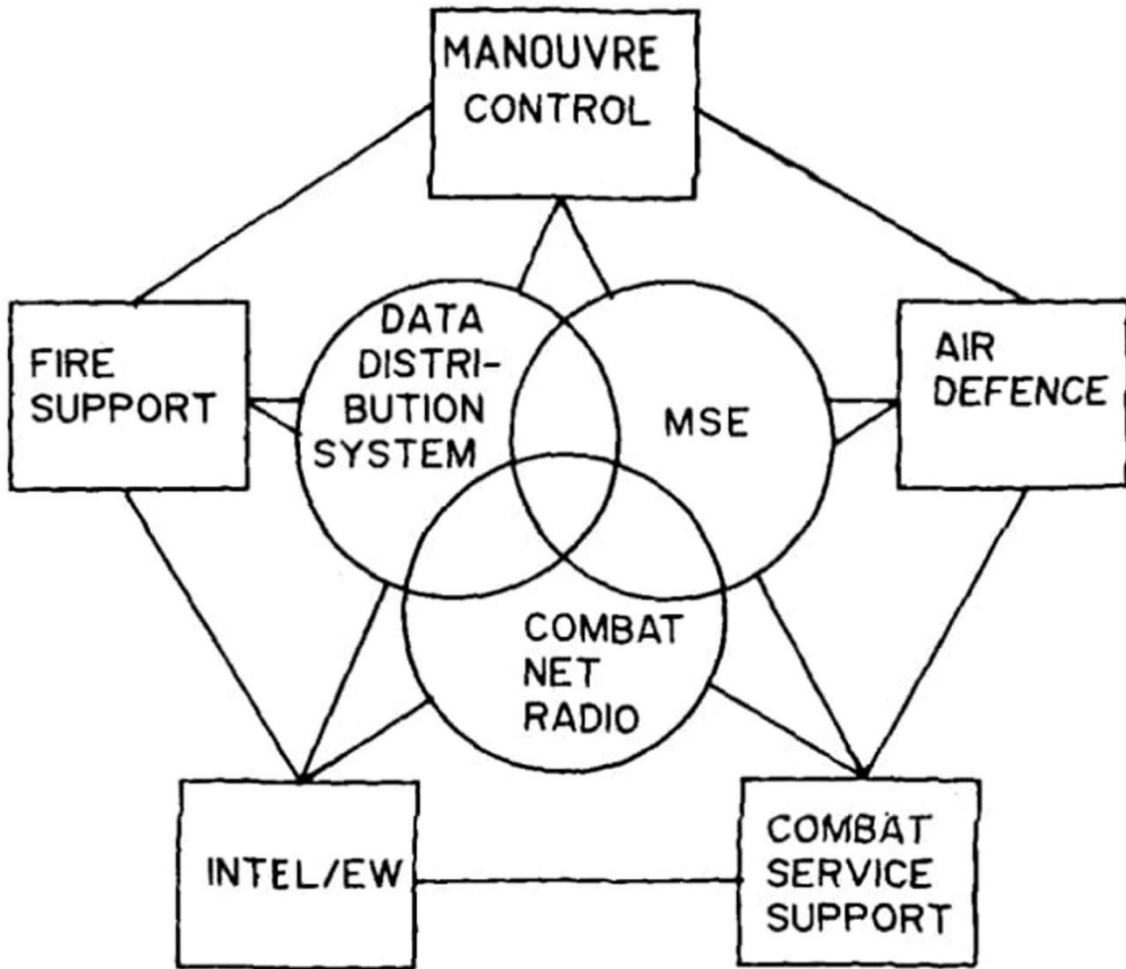 MANOUVRE
CONTROL
DATA
DISTRI-
BUTION
SYSTEM
MSE
FIRE
SUPPORT
AIR
DEFENCE
COMBAT
NET
RADIO
INTEL/EW
COMBAT
SERVICE
SUPPORT